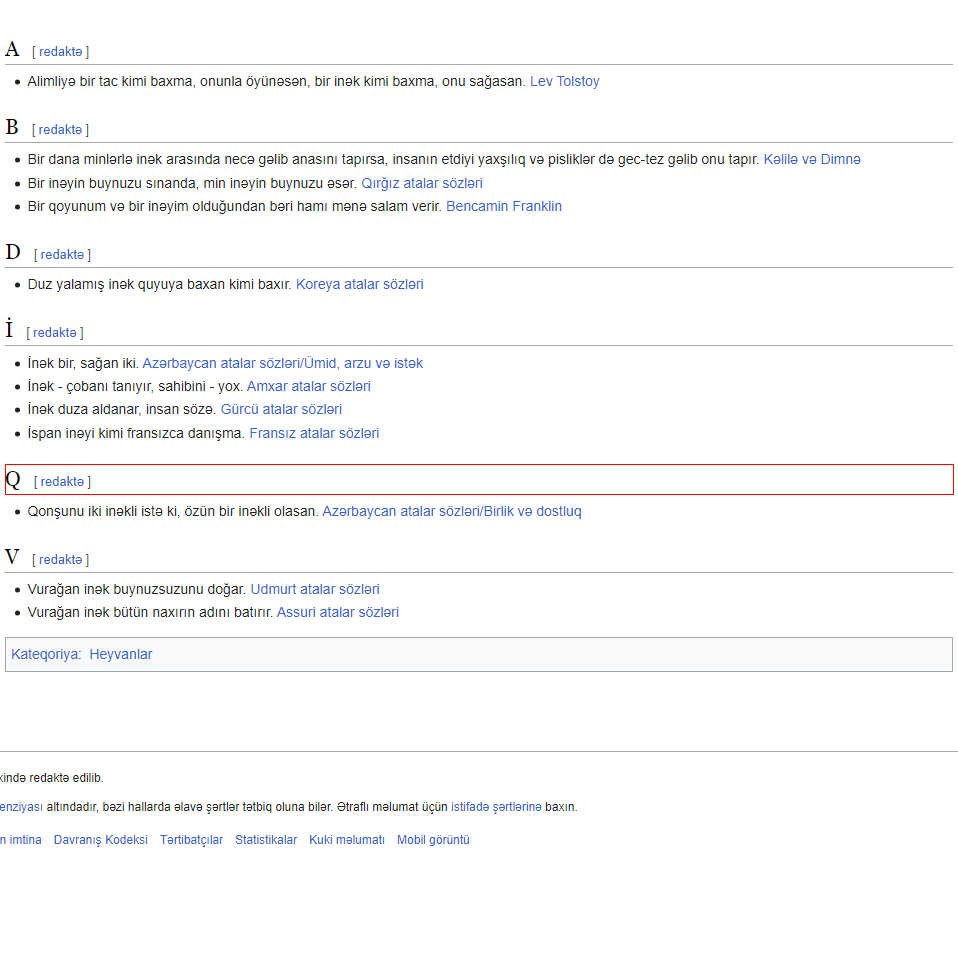 A [ redaktə ]
Alimliyə bir tac kimi baxma, onunla öyünəsən, bir inək kimi baxma, onu sağasan. Lev Tolstoy
B [ redaktə ]
Bir dana minlərlə inək arasında necə gəlib anasını tapırsa, insanın etdiyi yaxşılıq və pisliklər də gec-tez gəlib onu tapır. Kəlilə və Dimnə
Bir inəyin buynuzu sınanda, min inəyin buynuzu əsər. Qırğız atalar sözləri
Bir qoyunum və bir inəyim olduğundan bəri hamı mənə salam verir. Bencamin Franklin
D [ redaktə ]
Duz yalamış inək quyuya baxan kimi baxır. Koreya atalar sözləri
İ [ redaktə ]
İnək bir, sağan iki. Azərbaycan atalar sözləri/Ümid, arzu və istək
İnək - çobanı tanıyır, sahibini - yox. Amxar atalar sözləri
İnək duza aldanar, insan sözə. Gürcü atalar sözləri
İspan inəyi kimi fransızca danışma. Fransız atalar sözləri
Q [ redaktə ]
Qonşunu iki inəkli istə ki, özün bir inəkli olasan. Azərbaycan atalar sözləri/Birlik və dostluq
V [ redaktə ]
Vurağan inək buynuzsuzunu doğar. Udmurt atalar sözləri
Vurağan inək bütün naxırın adını batırır. Assuri atalar sözləri
Kateqoriya: Heyvanlar
redaktə edilib.
altındadır, bəzi hallarda əlavə şərtlər tətbiq oluna bilər. Ətraflı məlumat üçün istifadə şərtlərinə baxın.
imtina Davranış Kodeksi Tərtibatçılar Statistikalar Kuki məlumatı Mobil görüntü